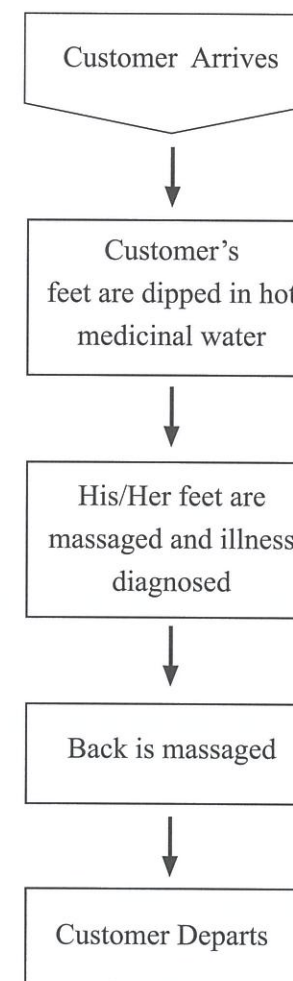 Customer Arrives
Customer's
feet are dipped in hot
medicinal water
His/Her feet are
massaged and illness
diagnosed
Back is massaged
Customer Departs